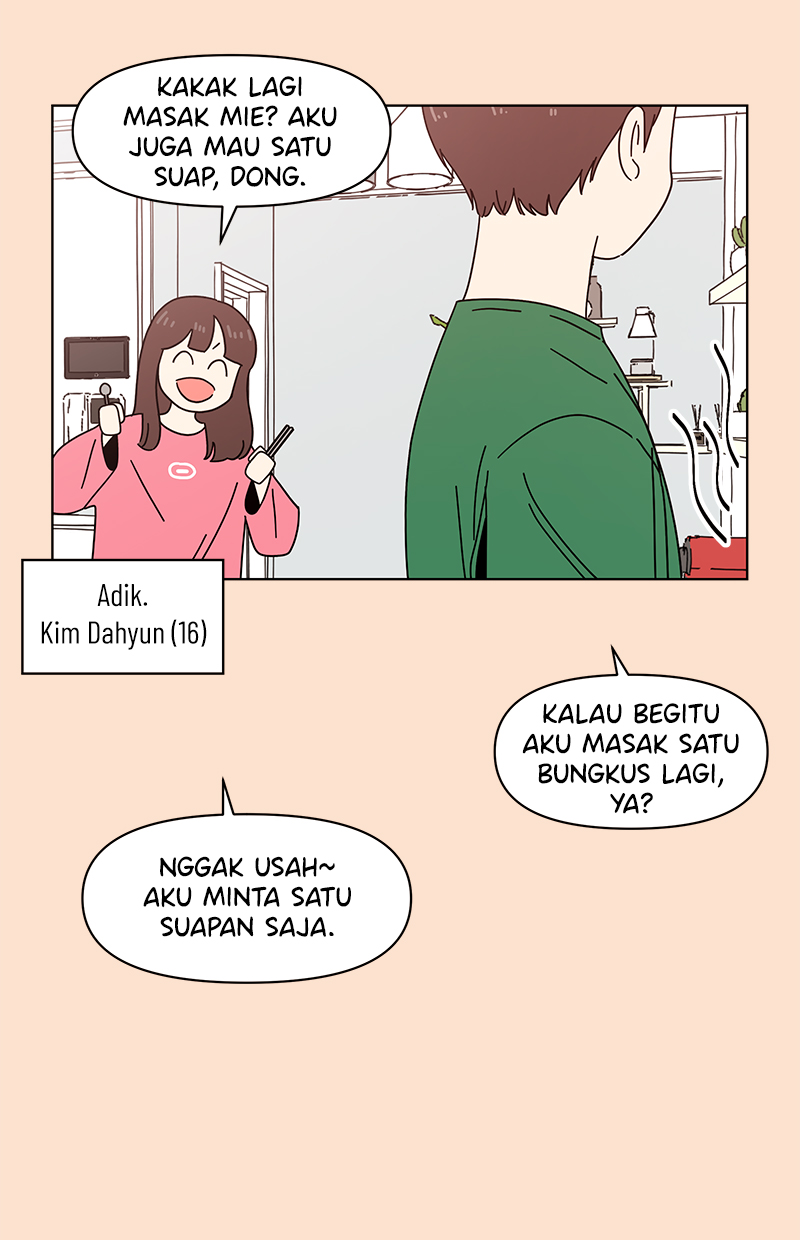 KAKAK LAGI
MASAK MIE? AKU
JUGA MAU SATU
SUAP, DONG.
Adik.
Kim Dahyun (16)
KALAU BEGITU
AKU MASAK SATU
BUNGKUS LAGI,
YA?
NGGAK USAH~
AKU MINTA SATU
SUAPAN SAJA.